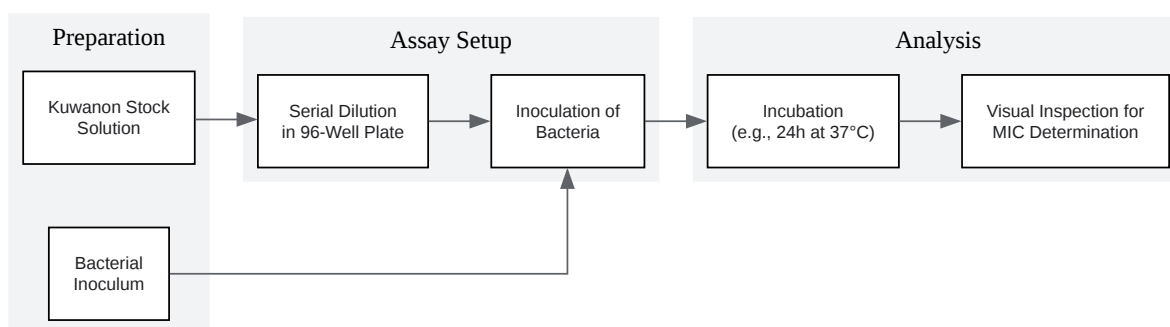 Preparation
Kuwanon Stock
Solution
Bacterial
Inoculum
Assay Setup
Serial Dilution
in 96-Well Plate
Inoculation of
Bacteria
Analysis
Incubation
(e.g., 24h at 37°C)
Visual Inspection for
MIC Determination